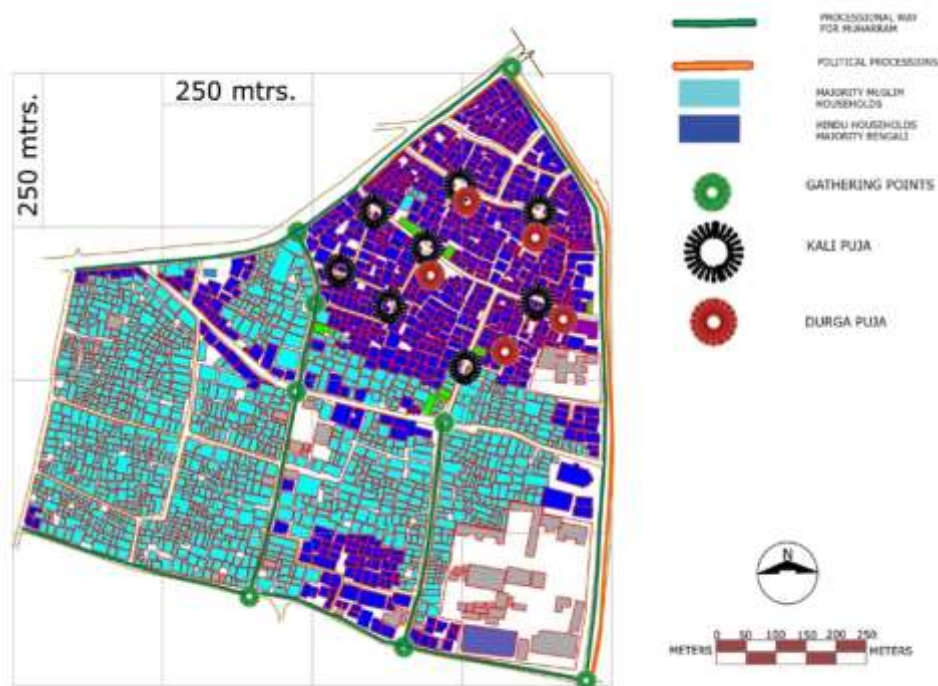 250 mtrs.
250 mtrs.
PROCESSIONAL WAY
FOR MUHARRAM
POLITICAL PROCESSIONS
MAJORITY MUSLIM
HOUSEHOLDS
HINDU HOUSEHOLDS
MAJORITY BENGALI
GATHERING POINTS
KALI PUJA
DURGA PUJA
N
0 50 100 150 200 250
METERS METERS